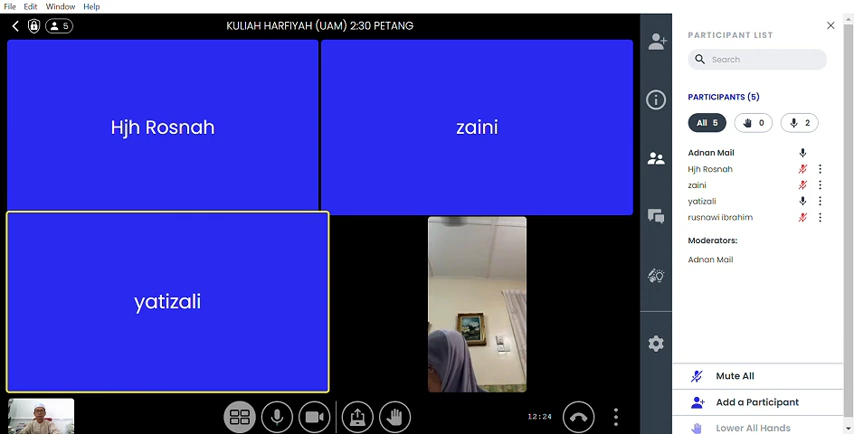 File Edit Window Help
5
KULIAH HARFIYAH (UAM) 2:30 PETANG
Hjh Rosnah
zaini
yatizali
12:24
PARTICIPANT LIST
Search
PARTICIPANTS (5)
All 5
0
2
Adnan Mail
Hjh Rosnah
zaini
yatizali
rusnawi ibrahim
Moderators:
Adnan Mail
Mute All
Add a Participant
Lower All Hands